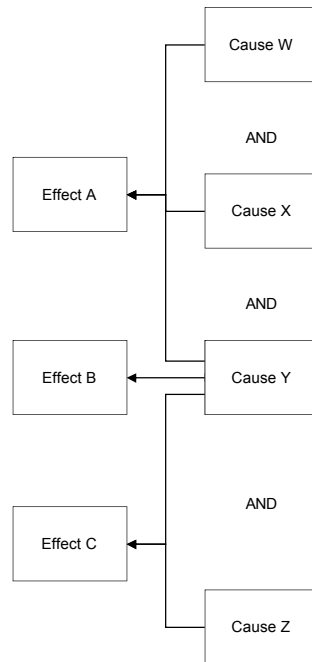 Cause W
AND
Effect A
Cause X
AND
Effect B
Cause Y
AND
Effect C
Cause Z